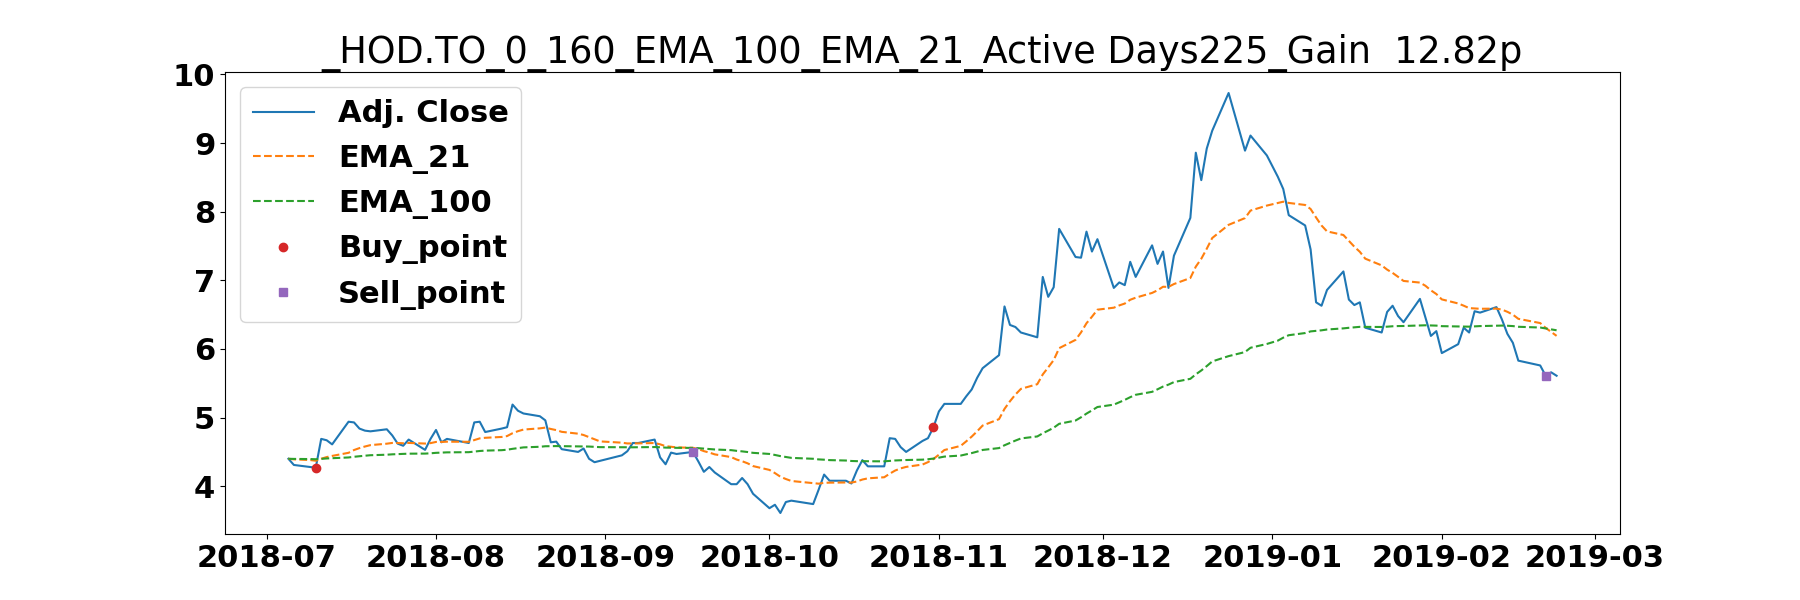 _HOD.TO_0_160_EMA_100_EMA_21_Active Days225_Gain  12.82p
10
9
8
7
6
5
4
Adj. Close
EMA_21
EMA_100
Buy_point
Sell_point
2018-07 2018-08 2018-09 2018-10 2018-11 2018-12 2019-01 2019-02 2019-03